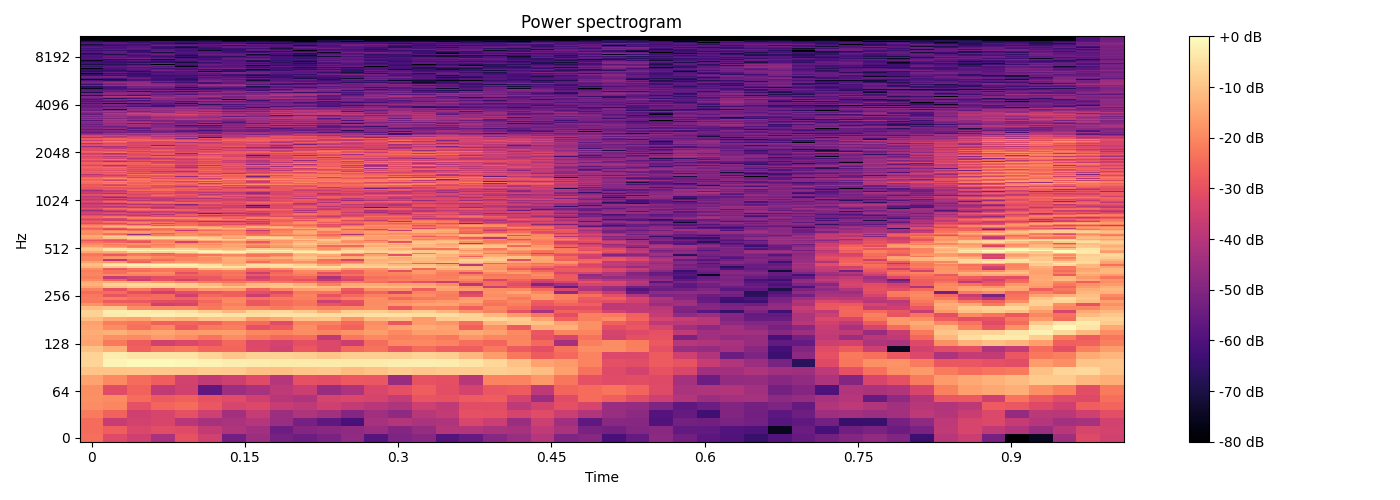 Power spectrogram
Hz
8192
4096
2048
1024
512
256
128
64
0
0 0.15 0.3 0.45 0.6 0.75 0.9
Time
+0 dB
-10 dB
-20 dB
-30 dB
-40 dB
-50 dB
-60 dB
-70 dB
-80 dB